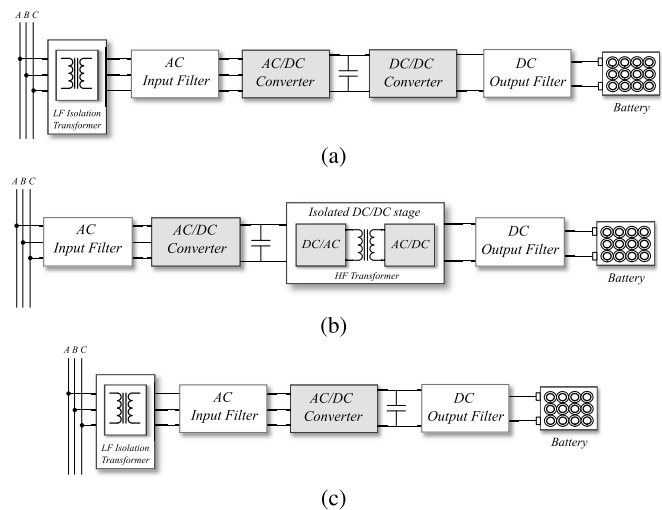 A B C
AC
Input Filter
AC/DC
Converter
DC/DC
Converter
DC
Output Filter
LF Isolation
Transformer
Battery
(a)
A B C
AC
Input Filter
AC/DC
Converter
Isolated DC/DC stage
DC/AC
AC/DC
HF Transformer
DC
Output Filter
Battery
(b)
A B C
AC
Input Filter
AC/DC
Converter
DC
Output Filter
LF Isolation
Transformer
Battery
(c)